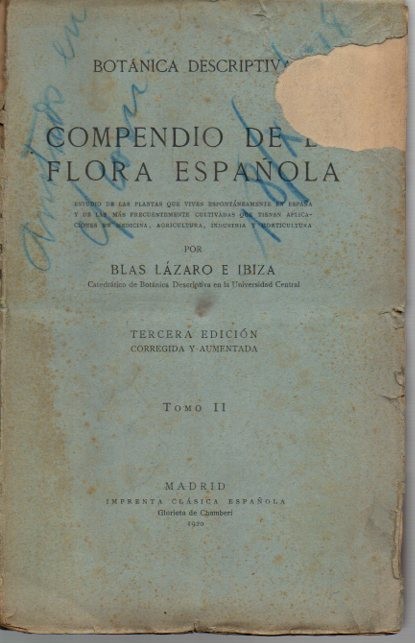 BOTÁNICA DESCRIPTIVA
COMPENDIO DE
FLORA ESPAÑOLA
ESTUDIO DE LAS PLANTAS QUE VIVEN ESPONTÁNEAMENTE EN ESPAÑA
Y DE LAS MÁS FRECUENTEMENTE CULTIVADAS QUE TIENEN APLICA-
CIONES EN MEDICINA, AGRICULTURA, INDUSTRIA Y HORTICULTURA
POR
BLAS LÁZARO E IBIZA
Catedrático de Botánica Descriptiva en la Universidad Central
TERCERA EDICIÓN
CORREGIDA Y AUMENTADA
TOMO II
MADRID
IMPRENTA CLÁSICA ESPAÑOLA
Glorieta de Chamberí
1920